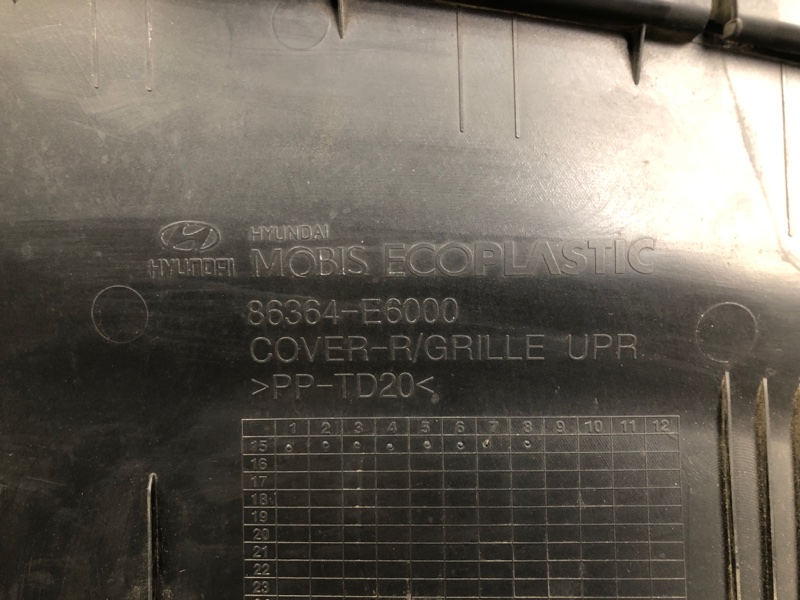 HYUNDAI
HYUNDAI
MOBIS ECOPLASTIC
86364-E6000
COVER-R/GRILLE UPR
>PP-TD20<
1 2 3 4 5 6 7 8 9 10 11 12
15
16
17
18
19
20
21
22
23